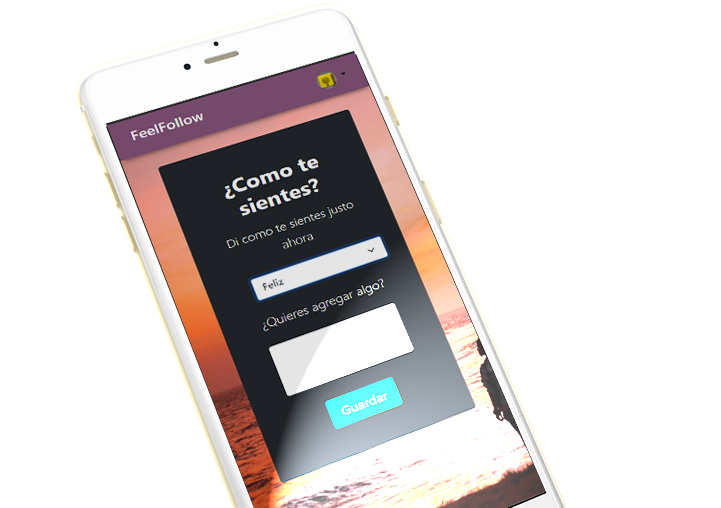 FeelFollow
¿Como te
sientes?
Di como te sientes justo
ahora
Feliz
¿Quieres agregar algo?
Guardar